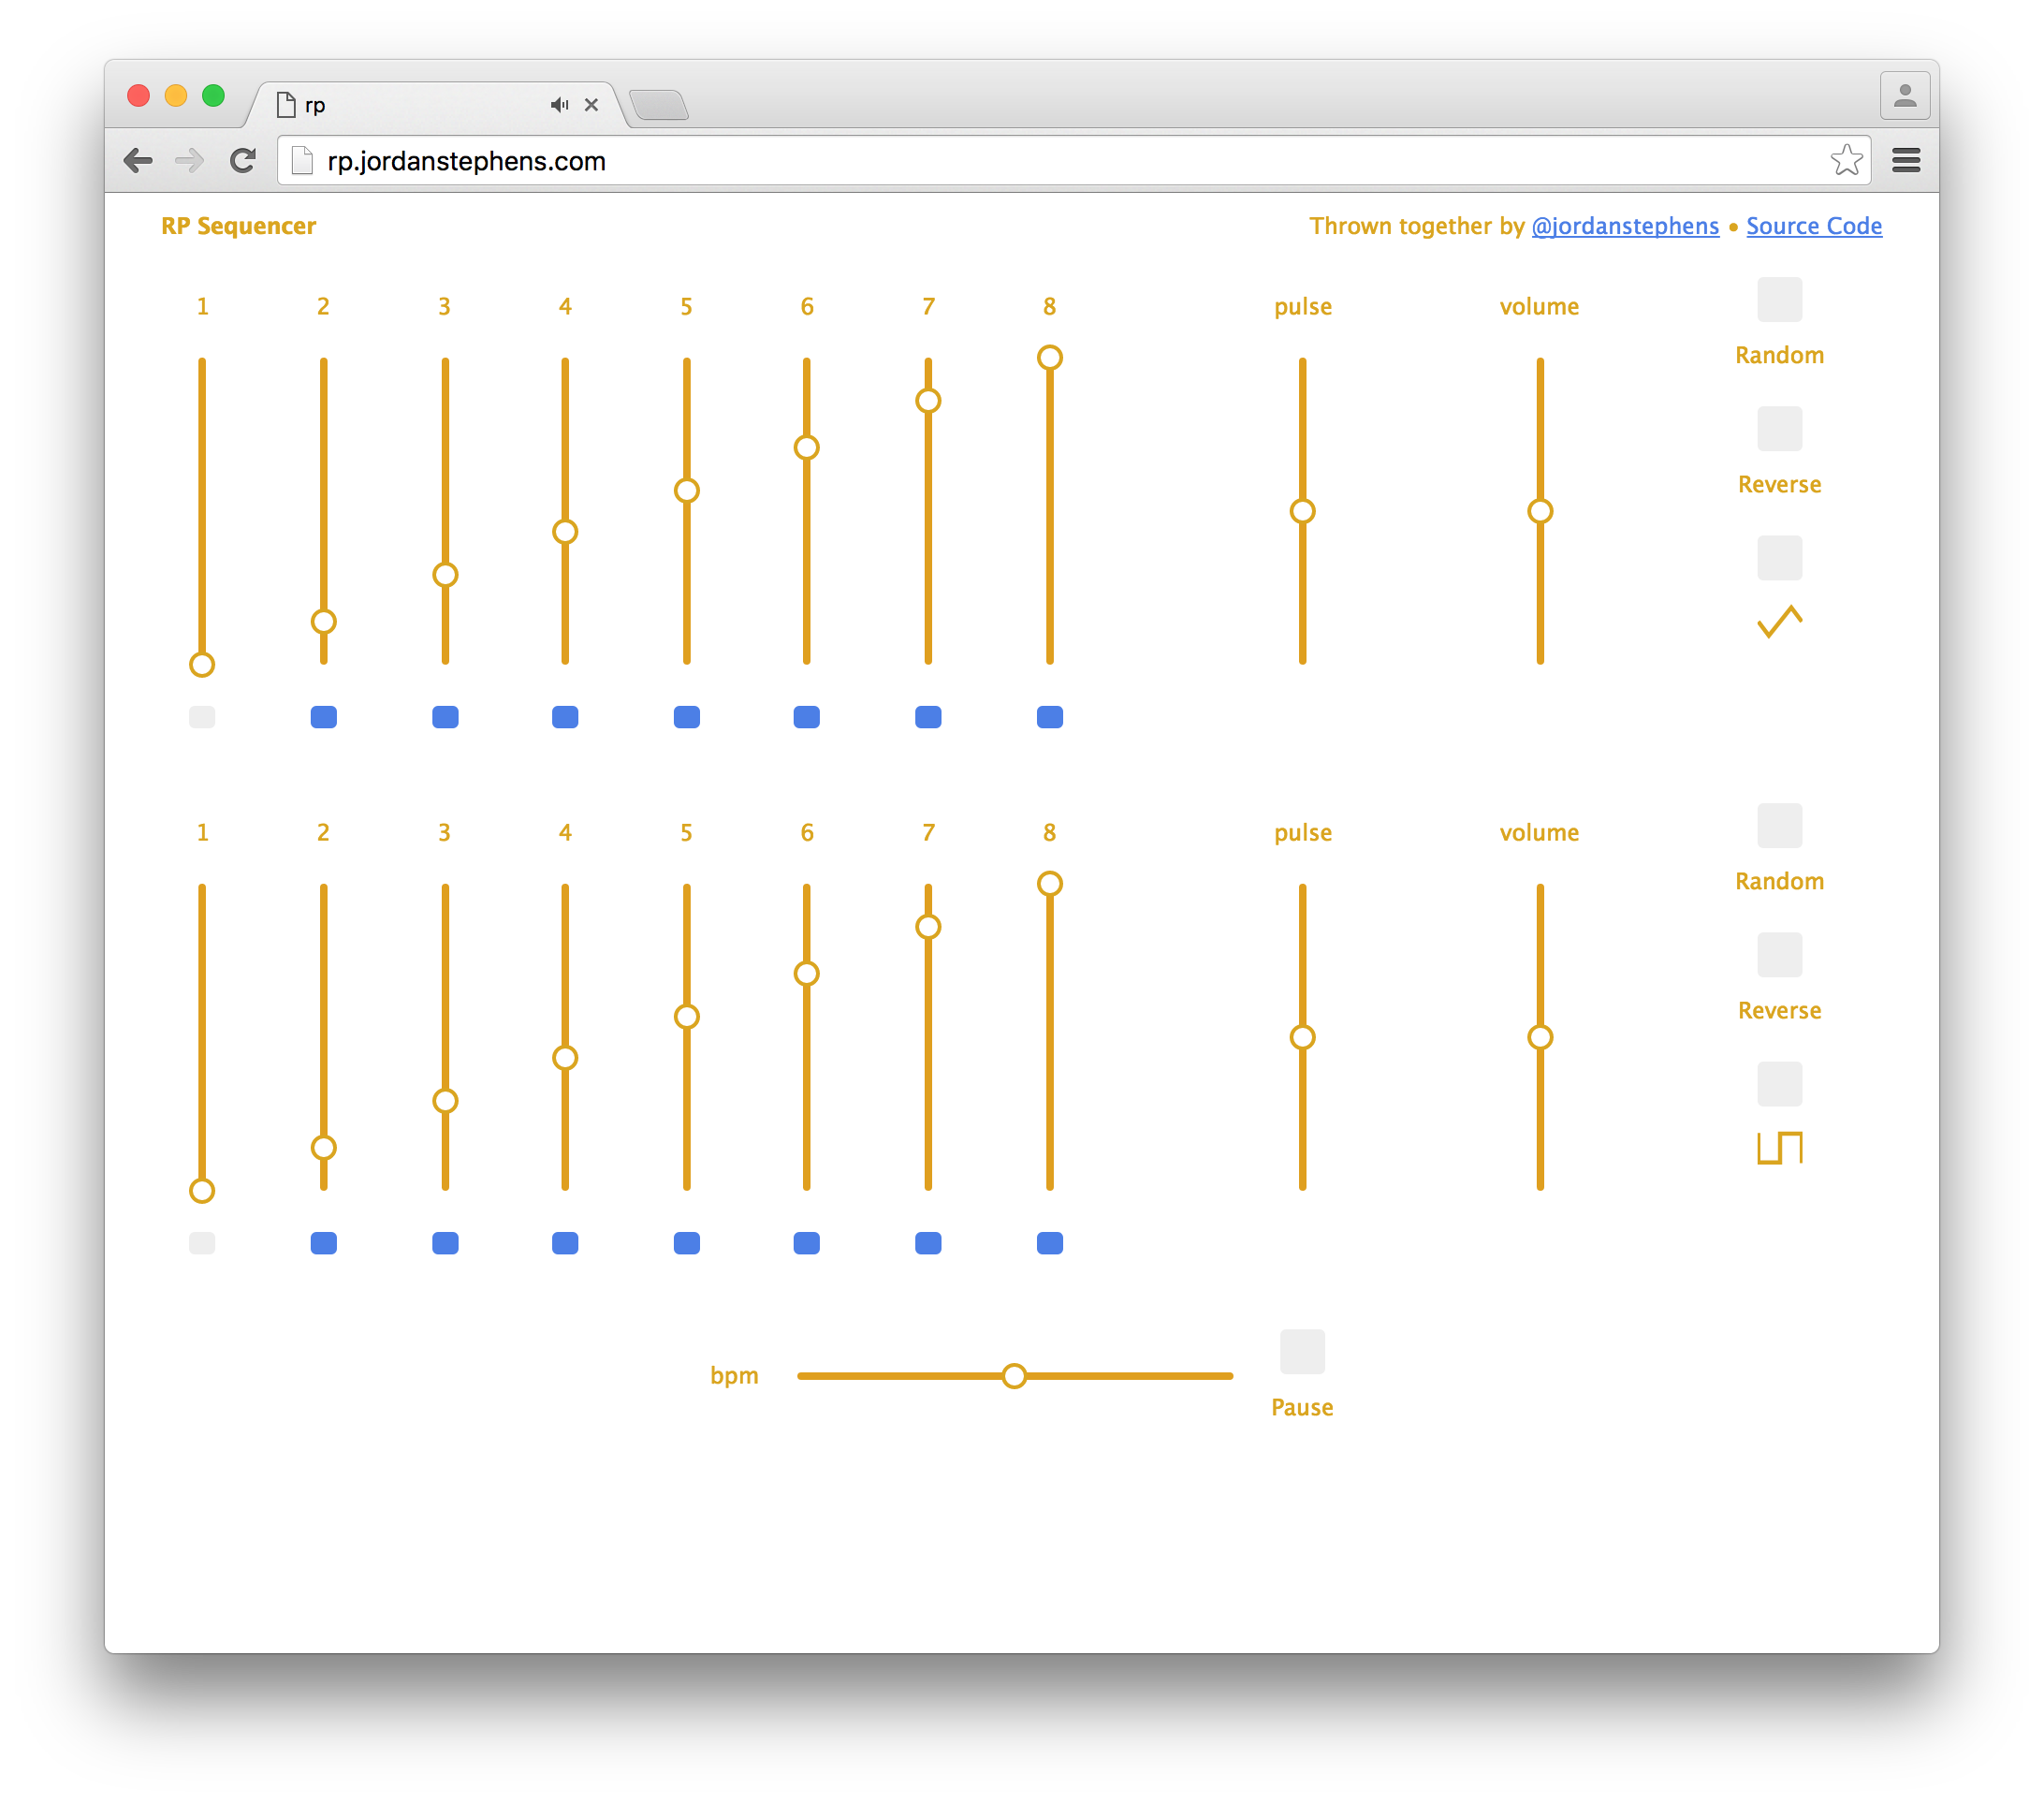 rp
rp.jordanstephens.com
RP Sequencer
Thrown together by @jordanstephens • Source Code
1 2 3 4 5 6 7 8 pulse volume
Random
Reverse
1 2 3 4 5 6 7 8 pulse volume
Random
Reverse
bpm
Pause